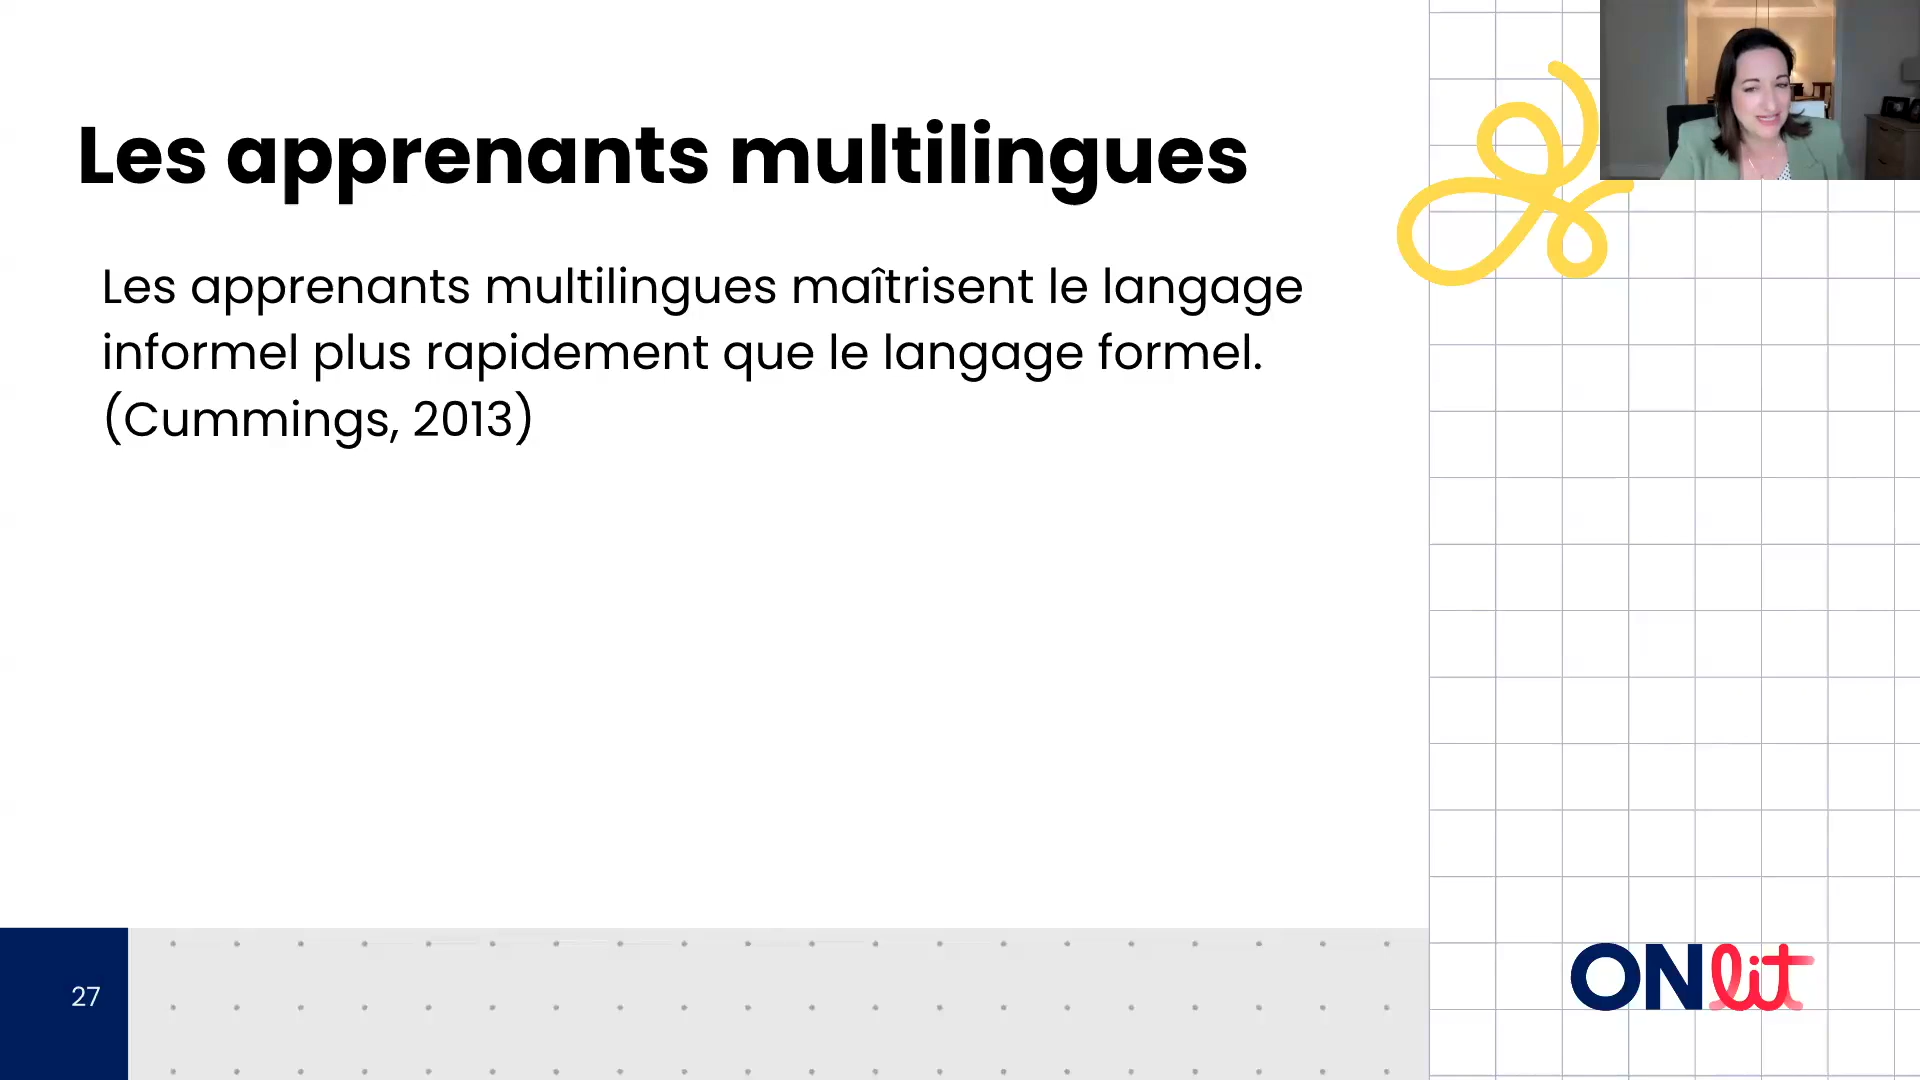 Les apprenants multilingues
Les apprenants multilingues maîtrisent le langage
informel plus rapidement que le langage formel.
(Cummings, 2013)
27
ONlit